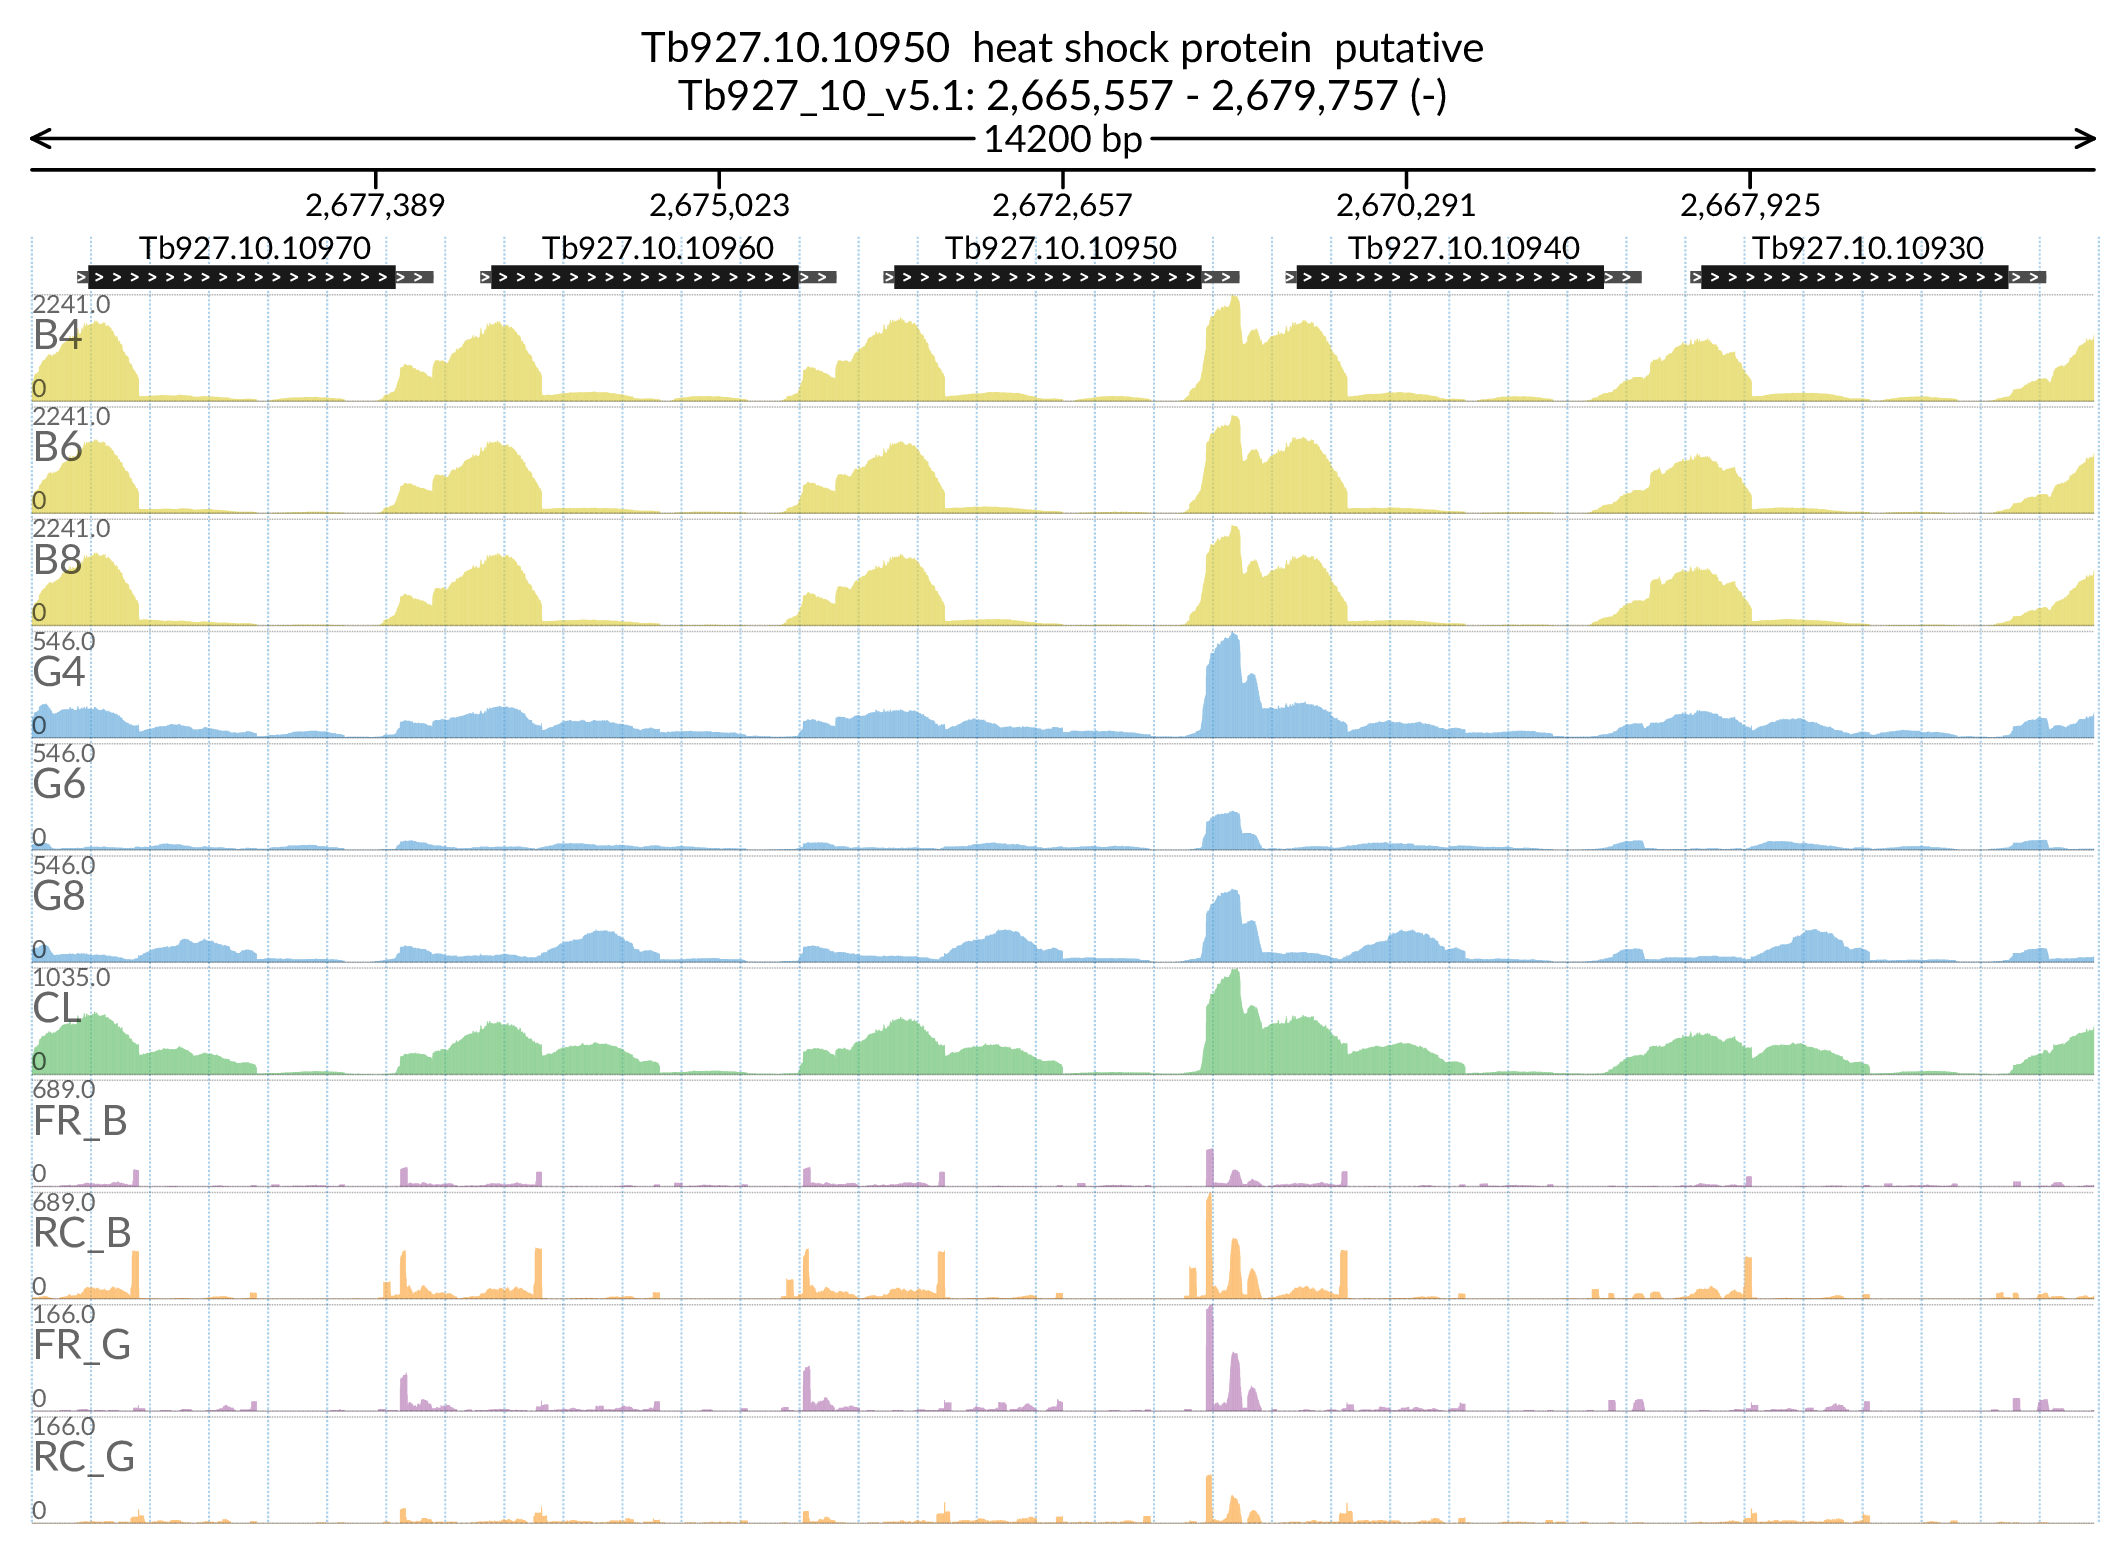 Tb927.10.10950 heat shock protein putative
Tb927_10_v5.1: 2,665,557 - 2,679,757 (-)
14200 bp
2,677,389 2,675,023 2,672,657 2,670,291 2,667,925
Tb927.10.10970 Tb927.10.10960 Tb927.10.10950 Tb927.10.10940 Tb927.10.10930
2241.0
B4
0
2241.0
B6
0
2241.0
B8
0
546.0
G4
0
546.0
G6
0
546.0
G8
0
1035.0
CL
0
689.0
FR_B
0
689.0
RC_B
0
166.0
FR_G
0
166.0
RC_G
0